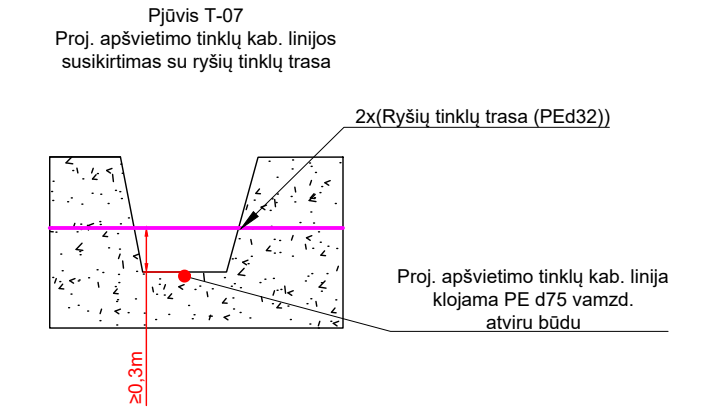 Pjūvis T-07
Proj. apšvietimo tinklų kab. linijos
susikirtimas su ryšių tinklų trasa
2x(Ryšių tinklų trasa (PEd32))
Proj. apšvietimo tinklų kab. linija
klojama PE d75 vamzd.
atviru būdu
≥0,3m